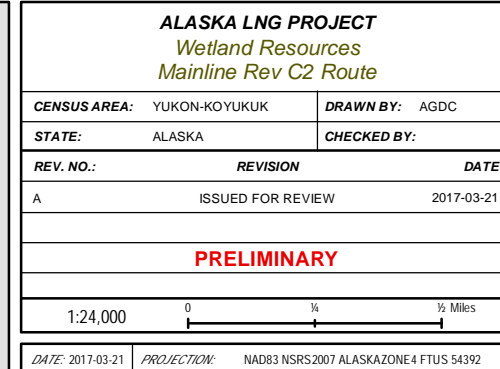 ALASKA LNG PROJECT
Wetland Resources
Mainline Rev C2 Route
CENSUS AREA: YUKON-KOYUKUK DRAWN BY: AGDC
STATE: ALASKA CHECKED BY:
REV. NO.: REVISION DATE
A ISSUED FOR REVIEW 2017-03-21
PRELIMINARY
1:24,000 0 ¼ ½ Miles
DATE: 2017-03-21 PROJECTION: NAD83 NSRS2007 ALASKAZONE4 FTUS 54392